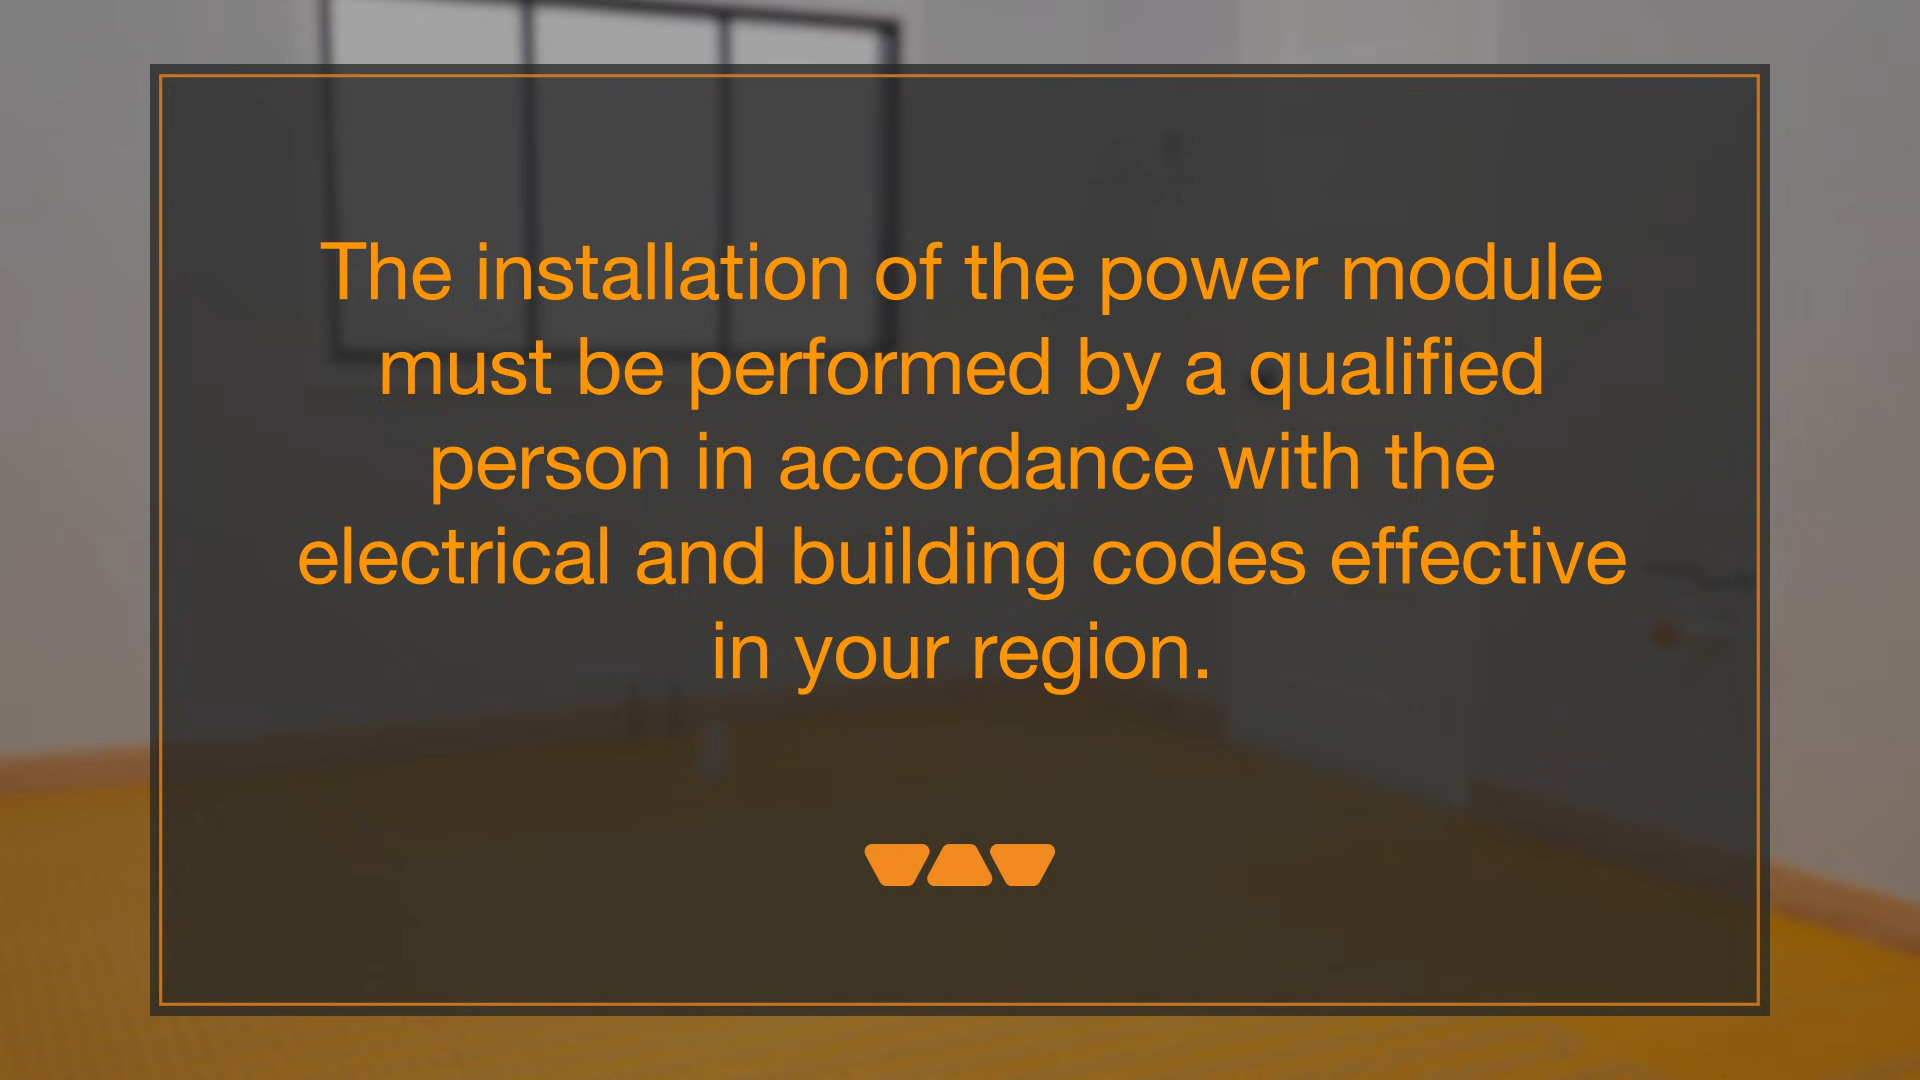 The installation of the power module
must be performed by a qualified
person in accordance with the
electrical and building codes effective
in your region.